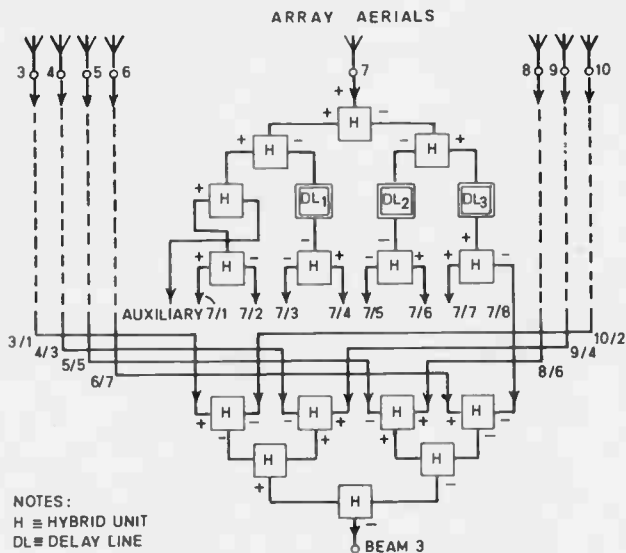 ARRAY AERIALS
3 4 5 6 7 8 9 10
+
+ H −
+ H − − H +
+ H DL1 DL2 DL3
− − +
+ H − − H + − H + + H −
AUXILIARY 7/1 7/2 7/3 7/4 7/5 7/6 7/7 7/8
3/1 10/2
4/3 9/4
5/5 8/6
6/7
+ H − − H + − H + + H −
− + + −
H H
+ −
H
−
BEAM 3
NOTES:
H ≡ HYBRID UNIT
DL≡ DELAY LINE